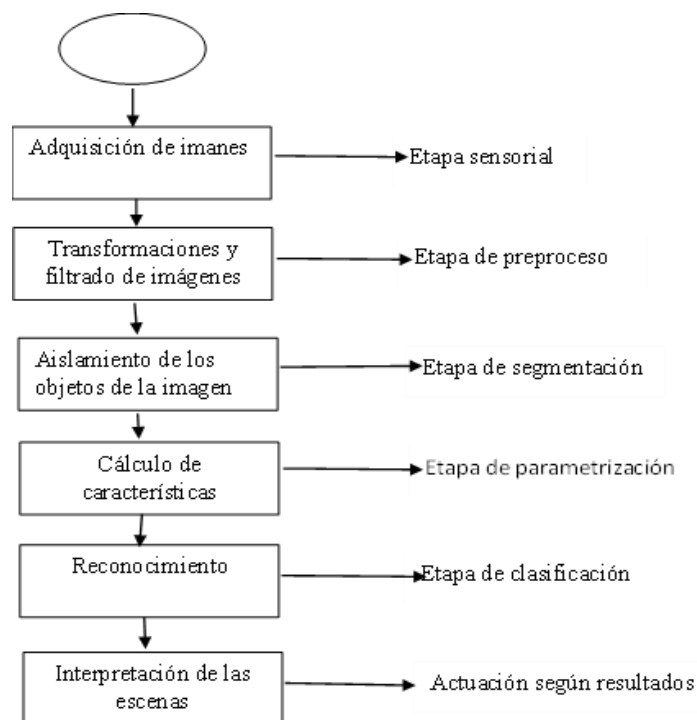 Adquisición de imanes
Etapa sensorial
Transformaciones y
filtrado de imágenes
Etapa de preproceso
Aislamiento de los
objetos de la imagen
Etapa de segmentación
Cálculo de
características
Etapa de parametrización
Reconocimiento
Etapa de clasificación
Interpretación de las
escenas
Actuación según resultados